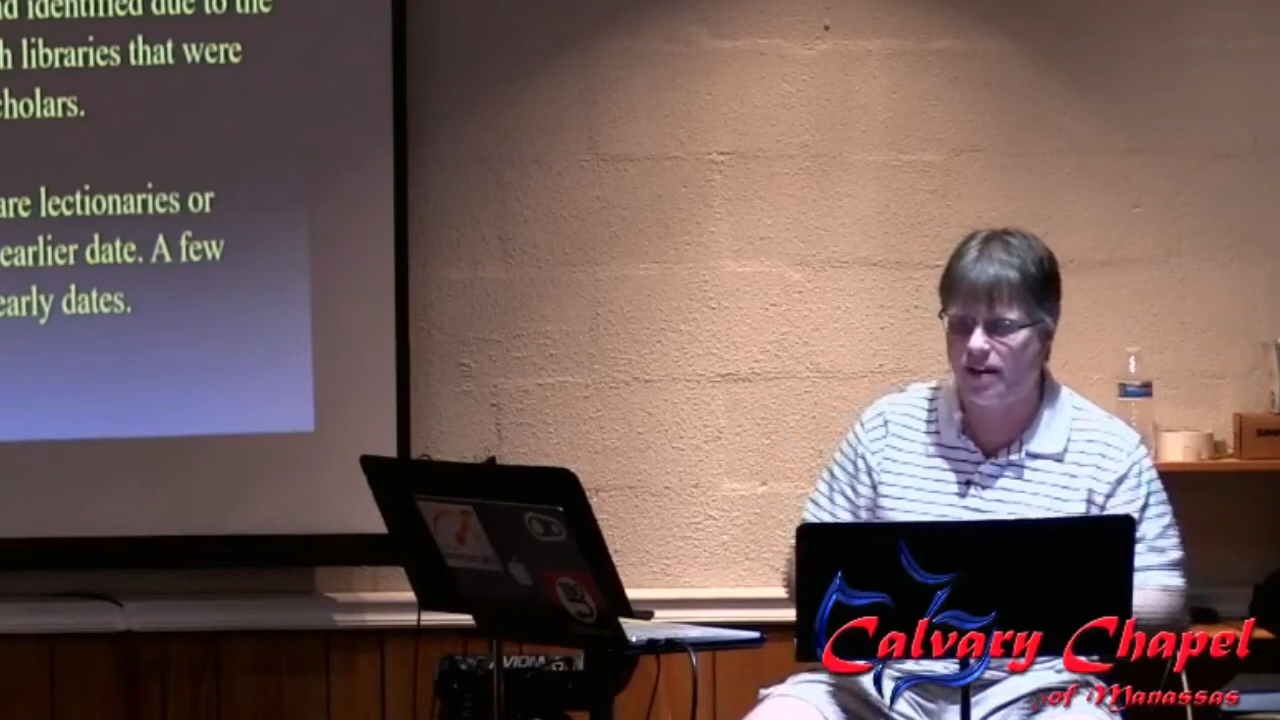 d identified due to the
h libraries that were
cholars.
are lectionaries or
earlier date. A few
early dates.
Calvary Chapel
of Manassas